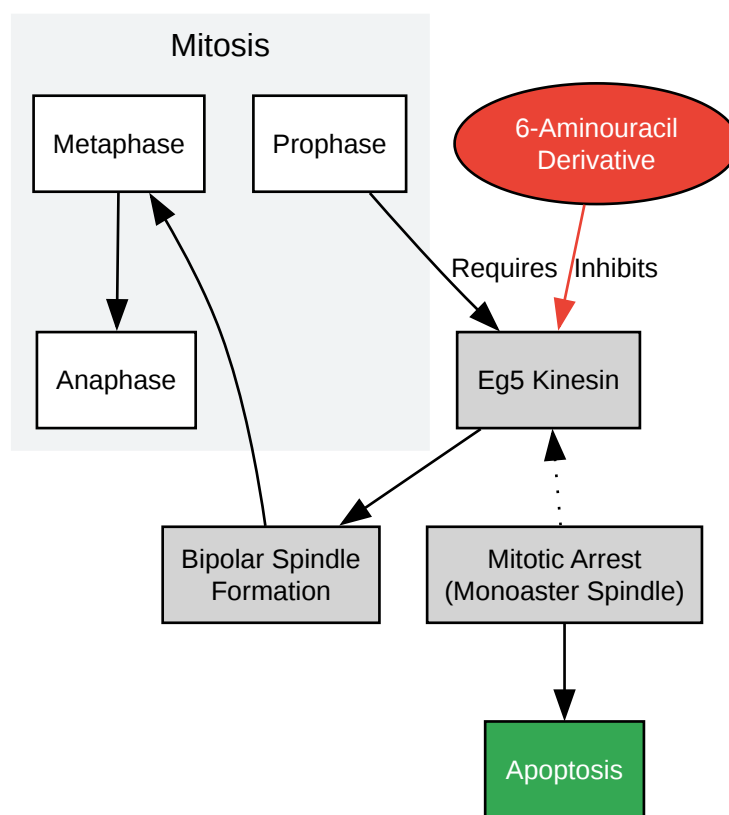 Mitosis
Metaphase
Prophase
6-Aminouracil
Derivative
Requires
Inhibits
Anaphase
Eg5 Kinesin
Bipolar Spindle
Formation
Mitotic Arrest
(Monoaster Spindle)
Apoptosis